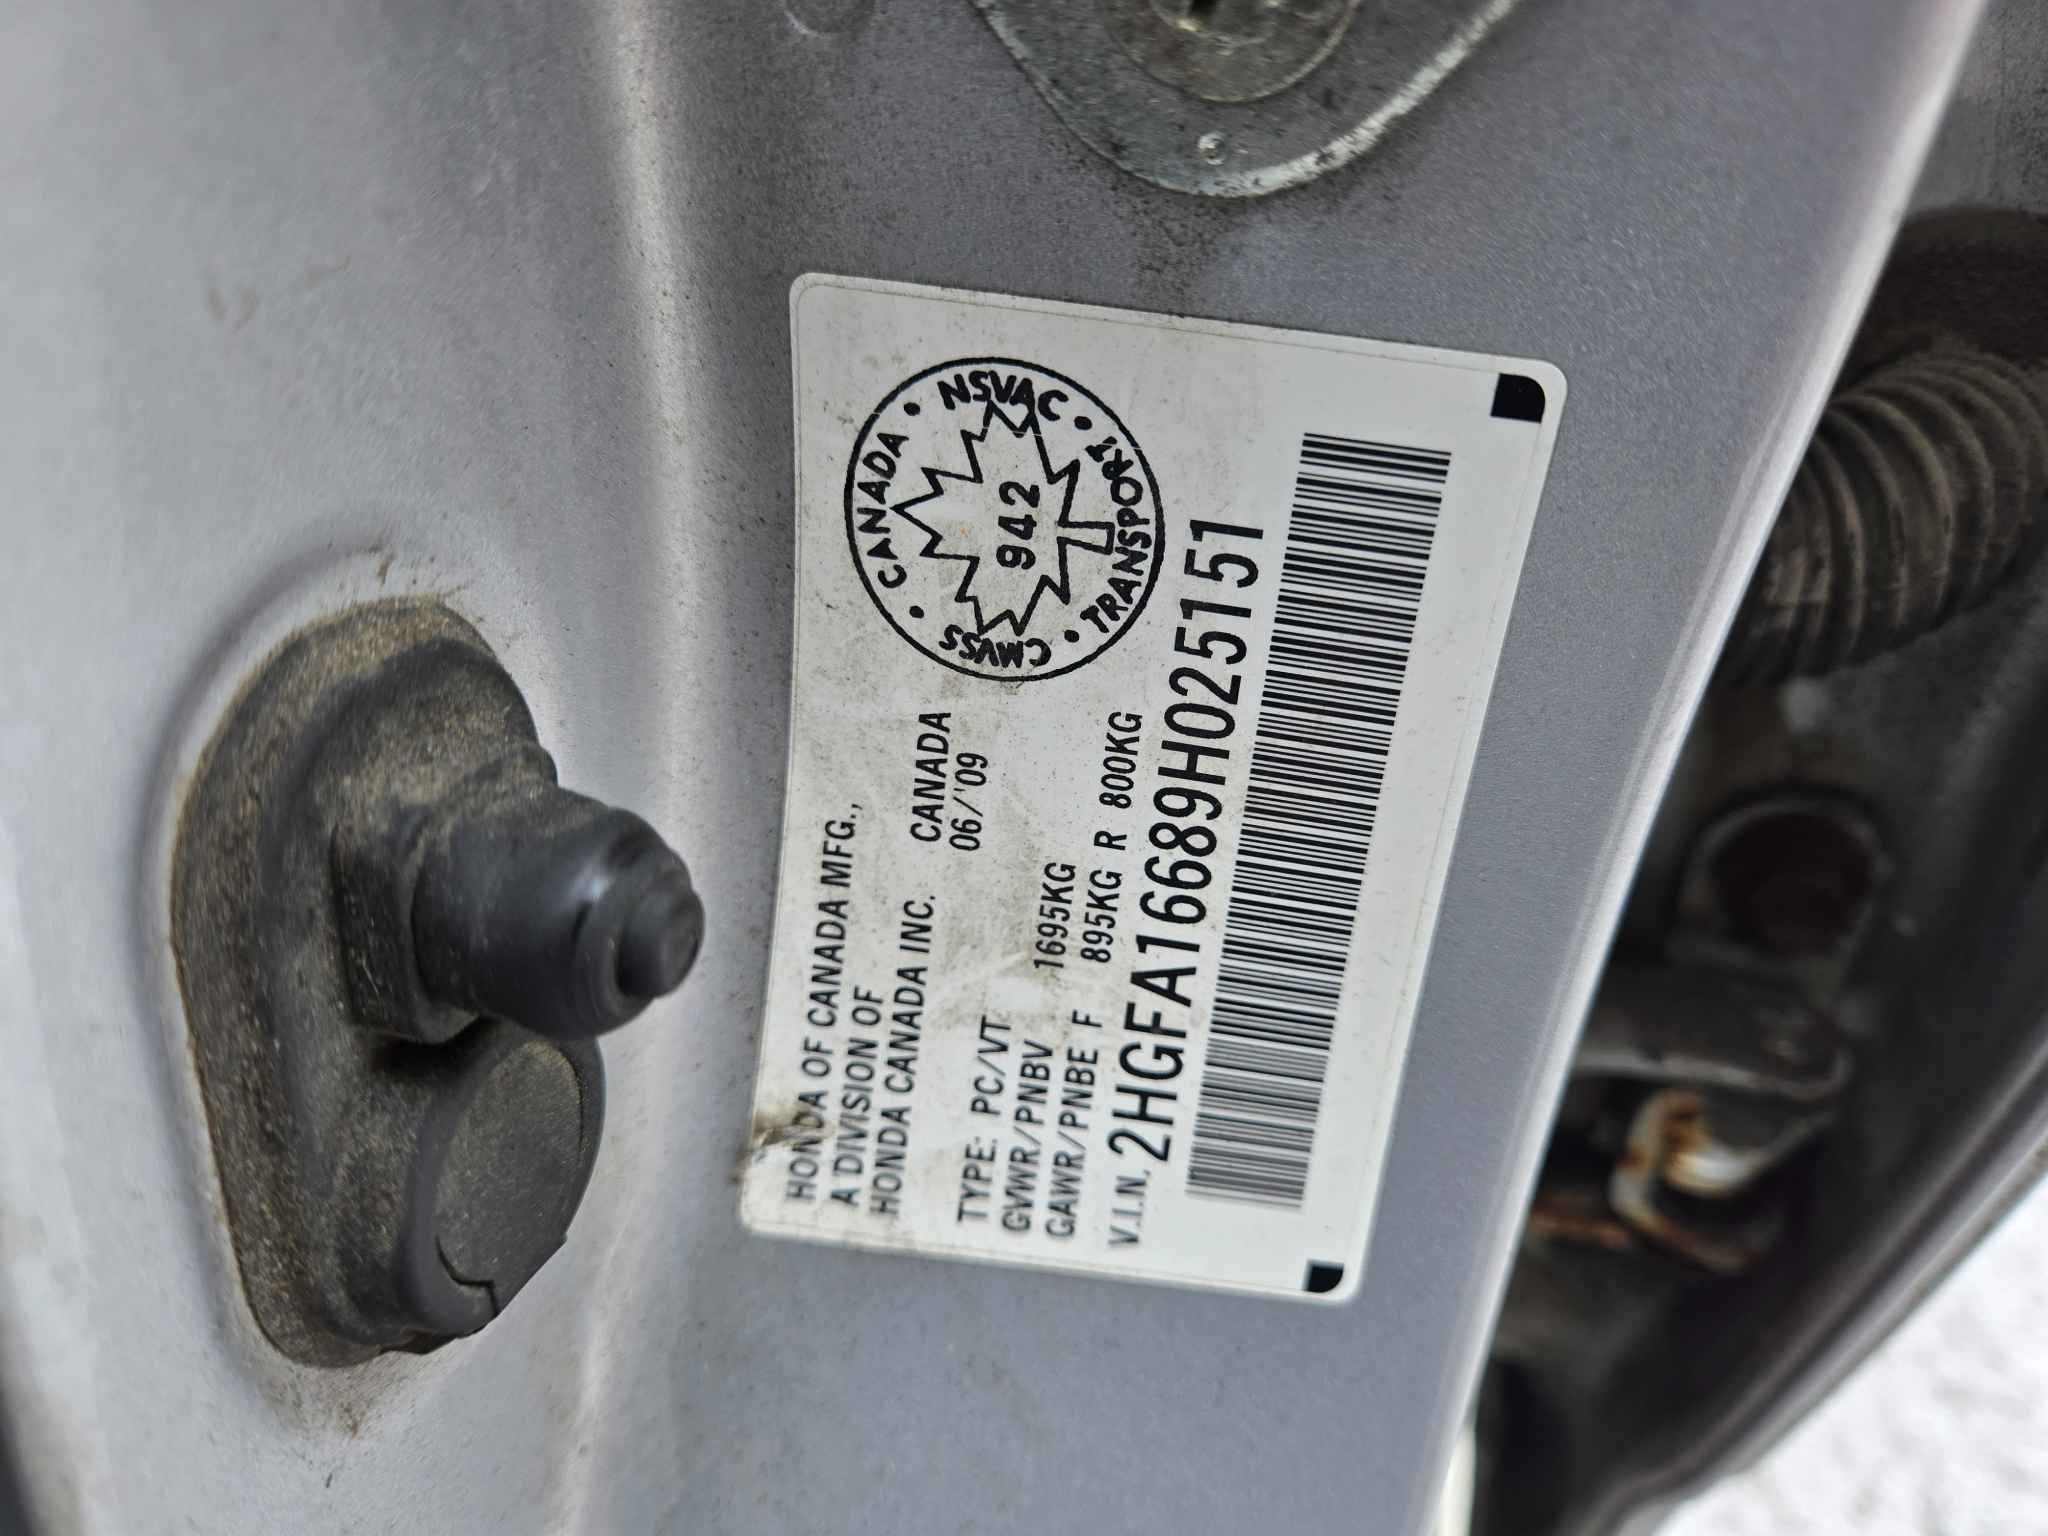 HONDA OF CANADA MFG.,
A DIVISION OF
HONDA CANADA INC. CANADA
06/'09
TYPE: PC/VT
GVWR/PNBV 1695KG
GAWR/PNBE F 895KG R 800KG
V.I.N. 2HGFA16689H025151
· CANADA · NSVAC · TRANSPORT · CMVSS
942